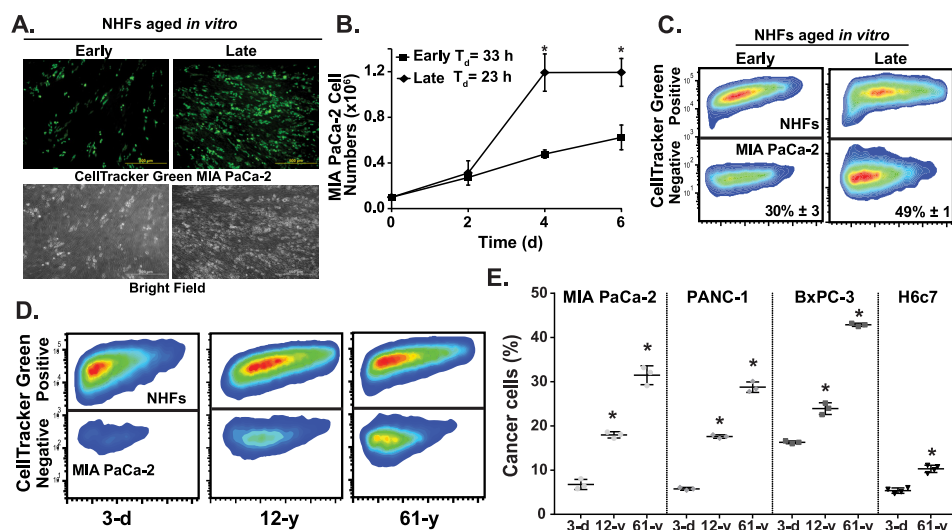 A.
NHFs aged in vitro
Early Late
CellTracker Green MIA PaCa-2
Bright Field
B.
MIA PaCa-2 Cell
Numbers (x10⁶)
1.2
0.8
0.4
0.0
Early T_d= 33 h
Late T_d= 23 h
* *
0 2 4 6
Time (d)
C.
NHFs aged in vitro
Early Late
CellTracker Green
Negative Positive
NHFs
MIA PaCa-2
30% ± 3
49% ± 1
D.
CellTracker Green
Negative Positive
NHFs
MIA PaCa-2
3-d 12-y 61-y
E.
Cancer cells (%)
50
40
30
20
10
0
MIA PaCa-2 PANC-1 BxPC-3 H6c7
* * * * * * *
3-d 12-y 61-y 3-d 12-y 61-y 3-d 12-y 61-y 3-d 61-y